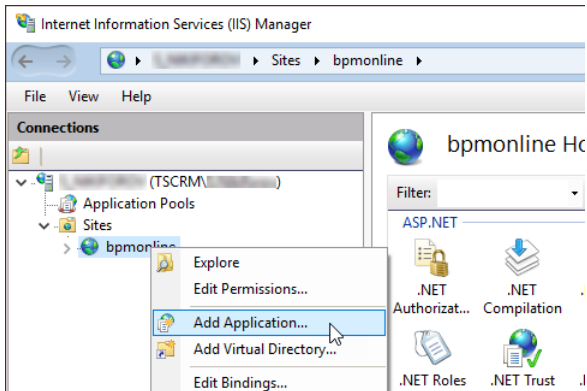 Internet Information Services (IIS) Manager
Sites bpmonline
File View Help
Connections
bpmonline Ho
Filter:
(TSCRM\ )
Application Pools
Sites
bpmonline
ASP.NET
.NET Authorizat...
.NET Compilation
.NET Roles
.NET Trust
Explore
Edit Permissions...
Add Application...
Add Virtual Directory...
Edit Bindings...